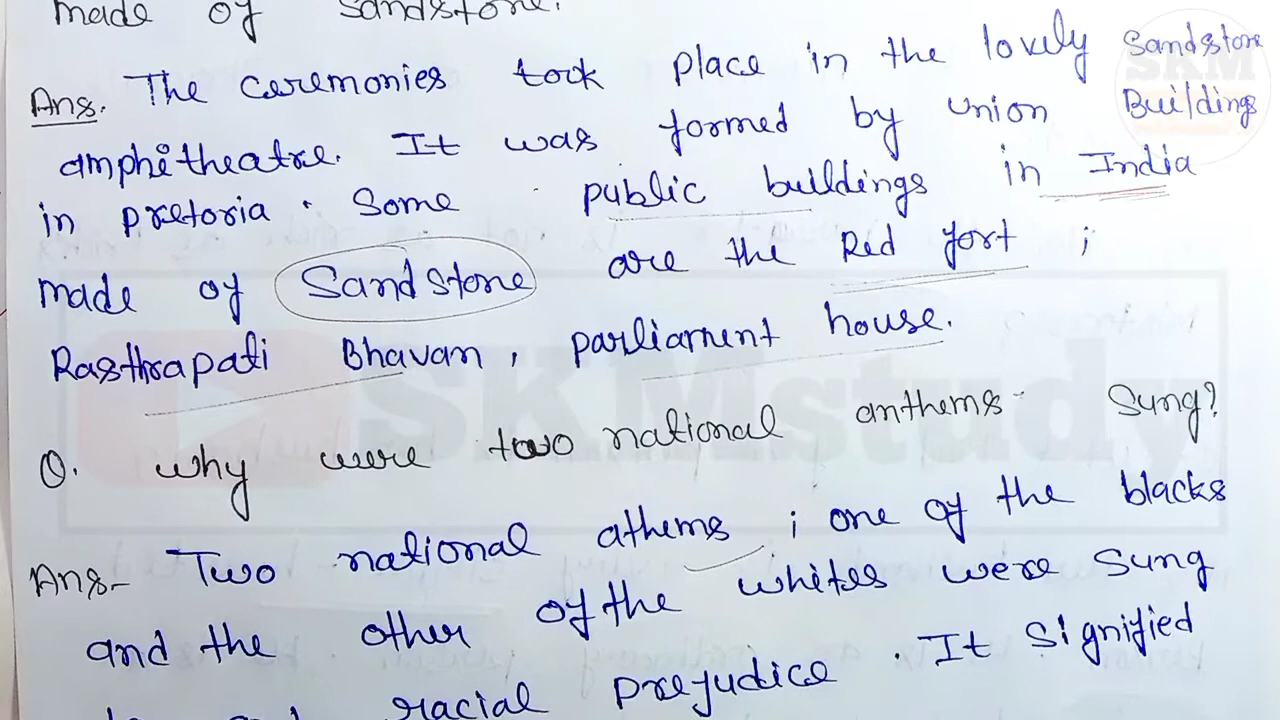 made of sandstone.
Ans. The ceremonies took place in the lovely sandstone
amphitheatre. It was formed by union Buildings
in pretoria. Some public buildings in India
made of Sandstone are the Red fort ;
Rasthrapati Bhavan, parliament house.
Q. why were two national anthems Sung?
Ans- Two national athems ; one of the blacks
and the other of the whites were Sung
racial prejudice. It signified
SKM
SKMstudy